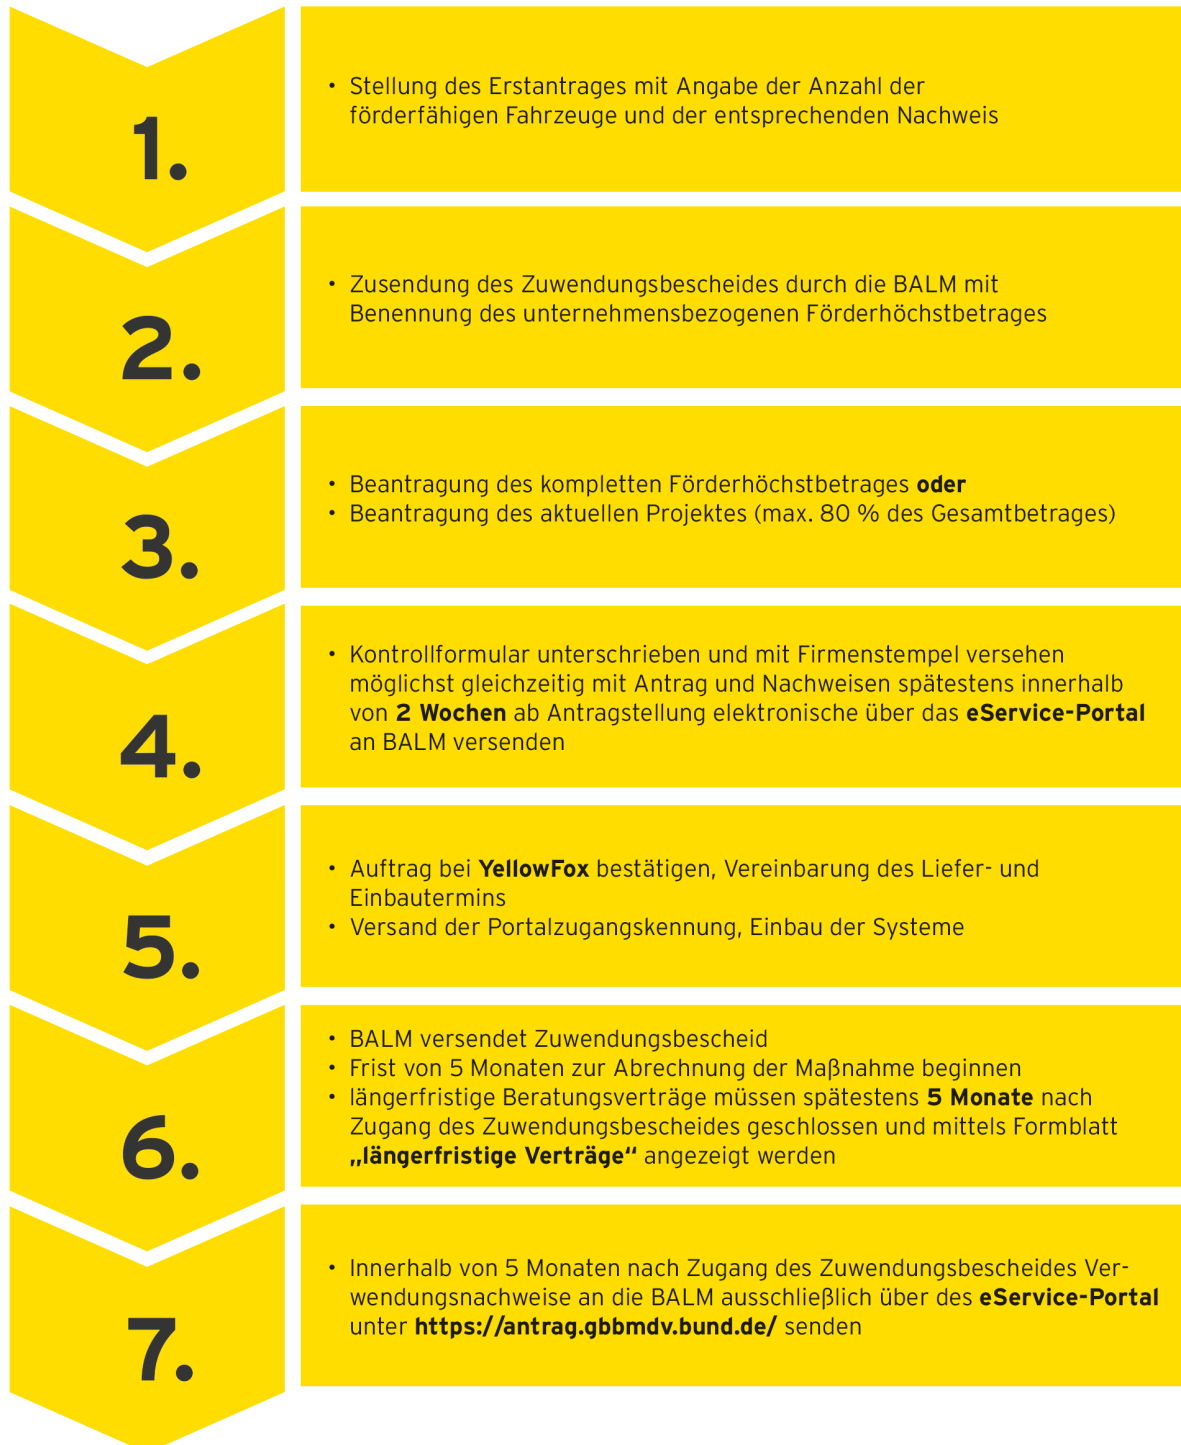 1.
• Stellung des Erstantrages mit Angabe der Anzahl der
förderfähigen Fahrzeuge und der entsprechenden Nachweis
2.
• Zusendung des Zuwendungsbescheides durch die BALM mit
Benennung des unternehmensbezogenen Förderhöchstbetrages
3.
• Beantragung des kompletten Förderhöchstbetrages oder
• Beantragung des aktuellen Projektes (max. 80 % des Gesamtbetrages)
4.
• Kontrollformular unterschrieben und mit Firmenstempel versehen
möglichst gleichzeitig mit Antrag und Nachweisen spätestens innerhalb
von 2 Wochen ab Antragstellung elektronische über das eService-Portal
an BALM versenden
5.
• Auftrag bei YellowFox bestätigen, Vereinbarung des Liefer- und
Einbautermins
• Versand der Portalzugangskennung, Einbau der Systeme
6.
• BALM versendet Zuwendungsbescheid
• Frist von 5 Monaten zur Abrechnung der Maßnahme beginnen
• längerfristige Beratungsverträge müssen spätestens 5 Monate nach
Zugang des Zuwendungsbescheides geschlossen und mittels Formblatt
„längerfristige Verträge“ angezeigt werden
7.
• Innerhalb von 5 Monaten nach Zugang des Zuwendungsbescheides Ver-
wendungsnachweise an die BALM ausschließlich über des eService-Portal
unter https://antrag.gbbmdv.bund.de/ senden